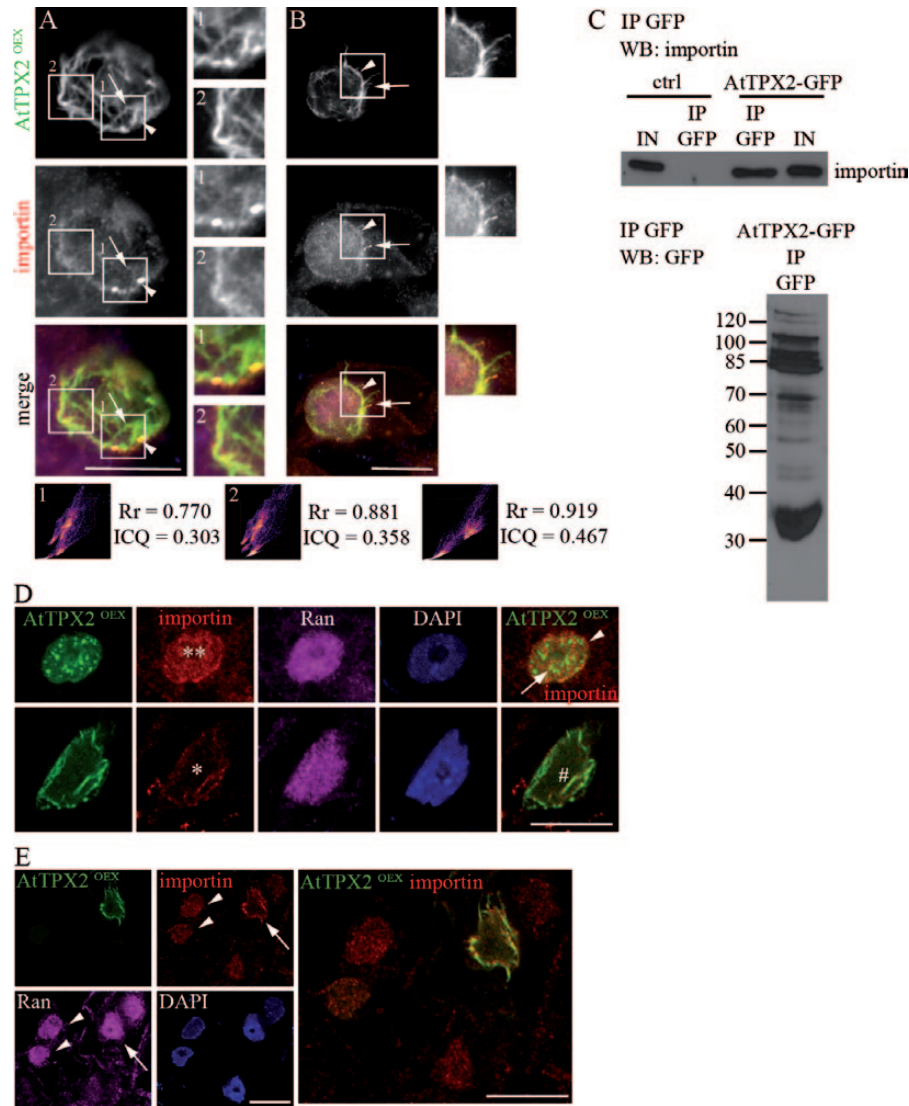 A
B
AtTPX2 OEX
importin
merge
1
2
1
2
1
2
1
2
1
2
1
2
1
Rr = 0.770
ICQ = 0.303
2
Rr = 0.881
ICQ = 0.358
Rr = 0.919
ICQ = 0.467
C
IP GFP
WB: importin
ctrl
AtTPX2-GFP
IN
IP
GFP
IP
GFP
IN
importin
IP GFP
WB: GFP
AtTPX2-GFP
IP
GFP
120
100
85
70
60
50
40
30
D
AtTPX2 OEX
importin
Ran
DAPI
AtTPX2 OEX
**
importin
*
#
E
AtTPX2 OEX
importin
AtTPX2 OEX importin
Ran
DAPI